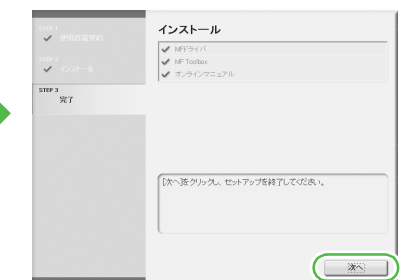 STEP 1
使用許諾契約
STEP 2
インストール
STEP 3
完了
インストール
MFドライバ
MF Toolbox
オンラインマニュアル
[次へ]をクリックし、セットアップを終了してください。
次へ